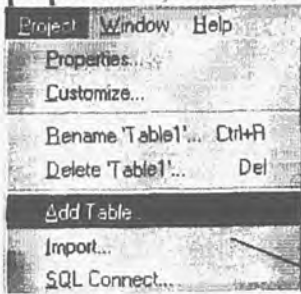 Project Window Help
Properties...
Customize...
Rename 'Table1'... Ctrl+R
Delete 'Table1'... Del
Add Table...
Import...
SQL Connect...